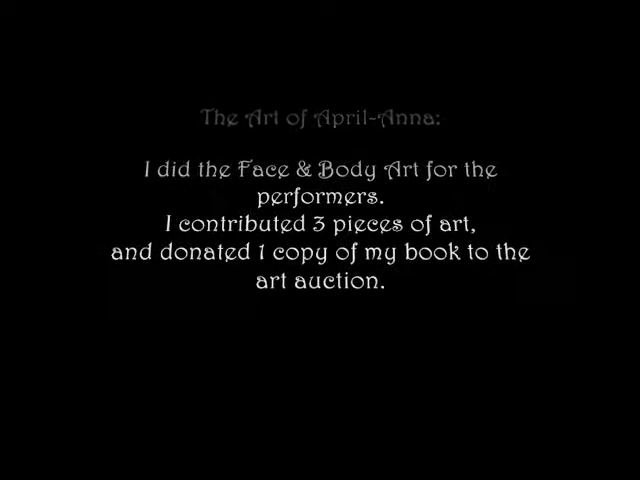 The Art of April-Anna:
I did the Face & Body Art for the
performers.
I contributed 3 pieces of art,
and donated 1 copy of my book to the
art auction.